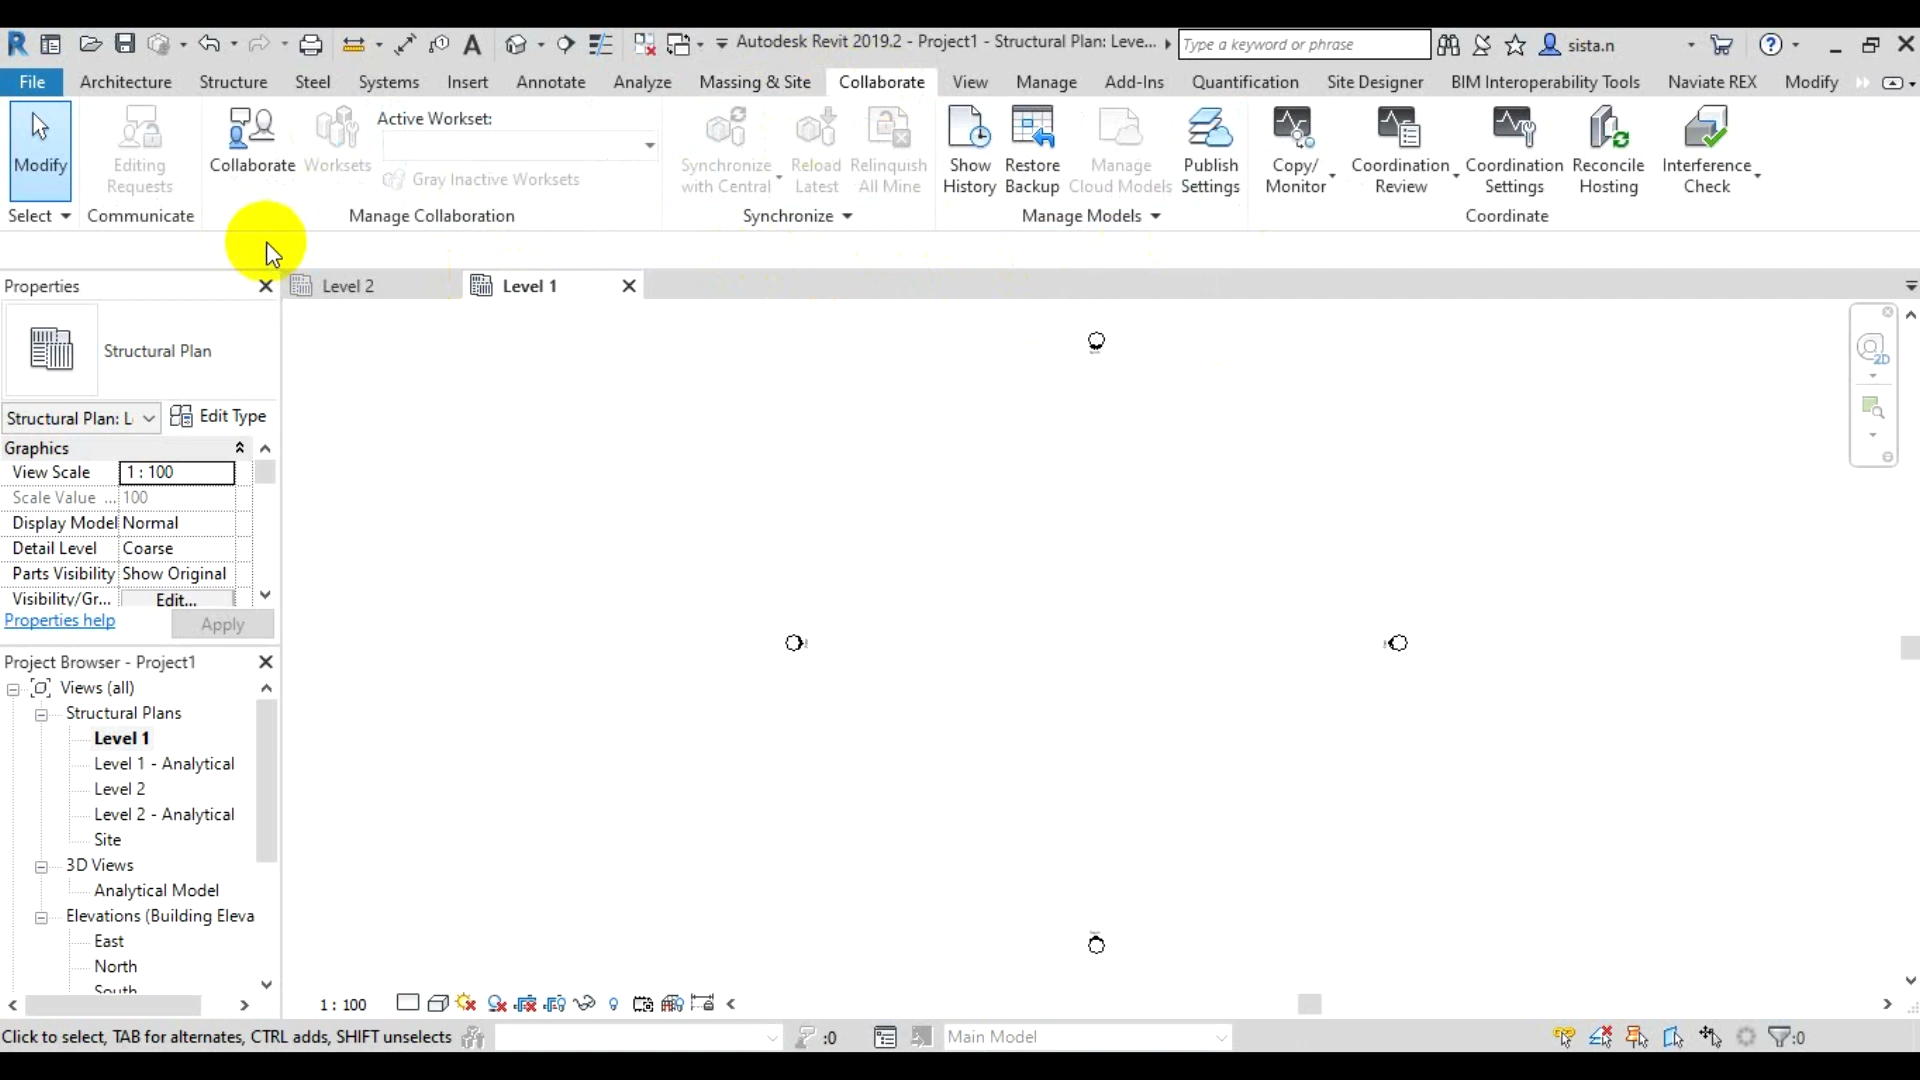 Autodesk Revit 2019.2 - Project1 - Structural Plan: Leve...
Type a keyword or phrase
sista.n
File Architecture Structure Steel Systems Insert Annotate Analyze Massing & Site Collaborate View Manage Add-Ins Quantification Site Designer BIM Interoperability Tools Naviate REX Modify
Modify
Editing
Requests
Collaborate
Worksets
Active Workset:
Gray Inactive Worksets
Synchronize
with Central
Reload
Latest
Relinquish
All Mine
Show
History
Restore
Backup
Manage
Cloud Models
Publish
Settings
Copy/
Monitor
Coordination
Review
Coordination
Settings
Reconcile
Hosting
Interference
Check
Select Communicate Manage Collaboration Synchronize Manage Models Coordinate
Properties
Level 2
Level 1
Structural Plan
Structural Plan: L
Edit Type
Graphics
View Scale 1 : 100
Scale Value ... 100
Display Model Normal
Detail Level Coarse
Parts Visibility Show Original
Visibility/Gr... Edit...
Properties help
Apply
Project Browser - Project1
Views (all)
Structural Plans
Level 1
Level 1 - Analytical
Level 2
Level 2 - Analytical
Site
3D Views
Analytical Model
Elevations (Building Eleva
East
North
South
2D
1 : 100
Click to select, TAB for alternates, CTRL adds, SHIFT unselects
:0
Main Model
:0